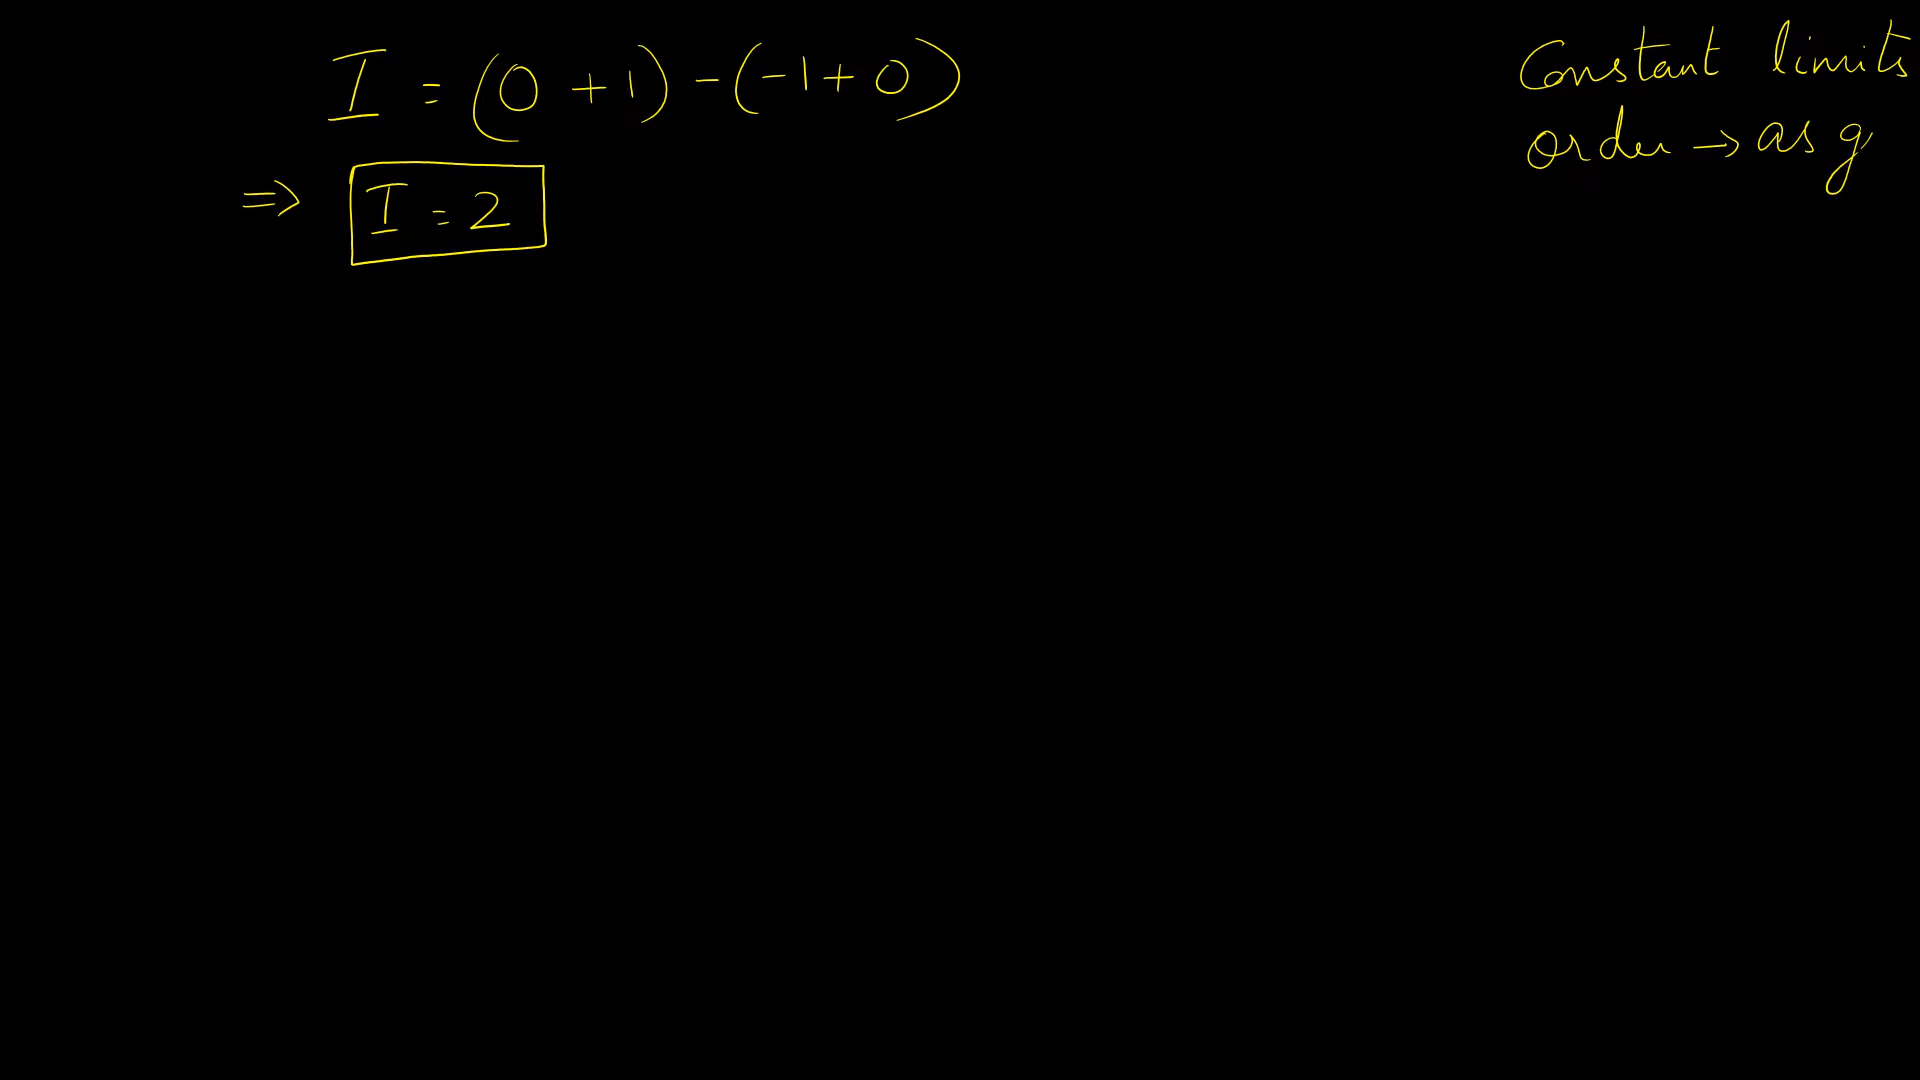 I = (0 + 1) - (-1 + 0)
⇒ I = 2
Constant limits
order → as g